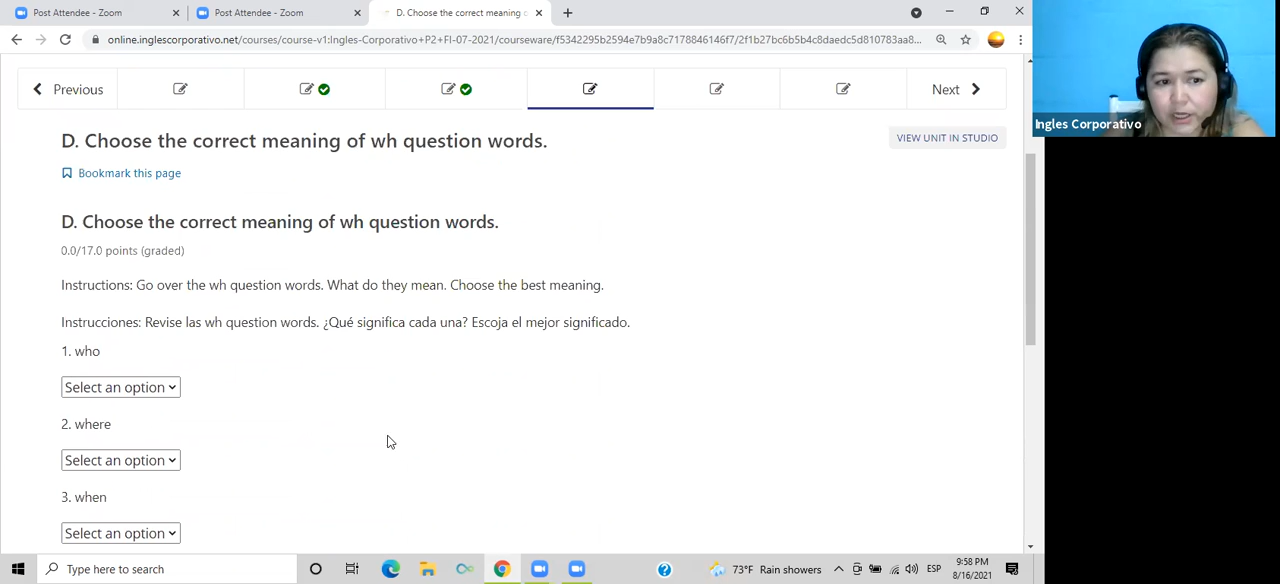 Post Attendee - Zoom
Post Attendee - Zoom
D. Choose the correct meaning
online.inglescorporativo.net/courses/course-v1:Ingles-Corporativo+P2+FI-07-2021/courseware/f5342295b2594e7b9a8c7178846146f7/2f1b27bc6b5b4c8daedc5d810783aa8...
Previous
Next
D. Choose the correct meaning of wh question words.
VIEW UNIT IN STUDIO
Bookmark this page
D. Choose the correct meaning of wh question words.
0.0/17.0 points (graded)
Instructions: Go over the wh question words. What do they mean. Choose the best meaning.
Instrucciones: Revise las wh question words. ¿Qué significa cada una? Escoja el mejor significado.
1. who
Select an option
2. where
Select an option
3. when
Select an option
Ingles Corporativo
Type here to search
73°F Rain showers
ESP
9:58 PM
8/16/2021